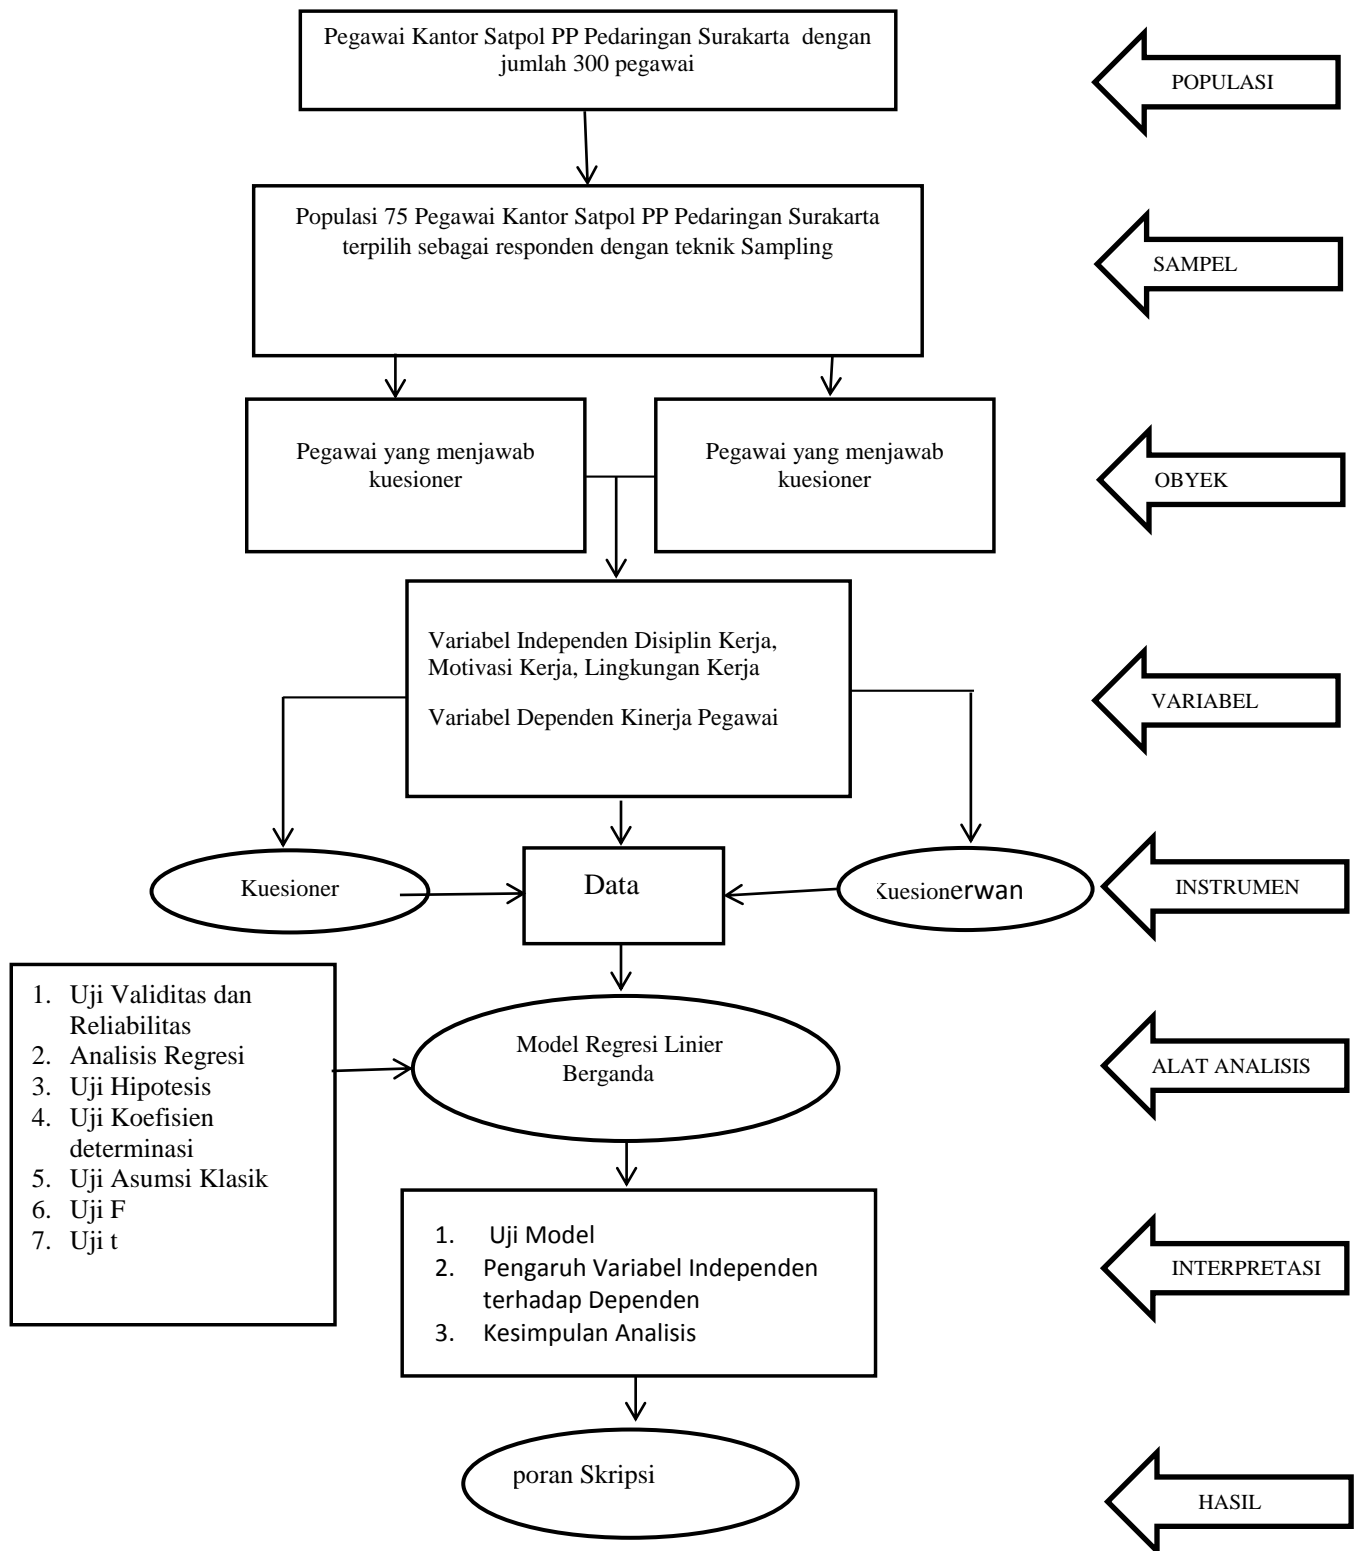 Pegawai Kantor Satpol PP Pedaringan Surakarta dengan
jumlah 300 pegawai
POPULASI
Populasi 75 Pegawai Kantor Satpol PP Pedaringan Surakarta
terpilih sebagai responden dengan teknik Sampling
SAMPEL
Pegawai yang menjawab
kuesioner
Pegawai yang menjawab
kuesioner
OBYEK
Variabel Independen Disiplin Kerja,
Motivasi Kerja, Lingkungan Kerja
Variabel Dependen Kinerja Pegawai
VARIABEL
Kuesioner
Data
Kuesionerwan
INSTRUMEN
1. Uji Validitas dan
Reliabilitas
2. Analisis Regresi
3. Uji Hipotesis
4. Uji Koefisien
determinasi
5. Uji Asumsi Klasik
6. Uji F
7. Uji t
Model Regresi Linier
Berganda
ALAT ANALISIS
1. Uji Model
2. Pengaruh Variabel Independen
terhadap Dependen
3. Kesimpulan Analisis
INTERPRETASI
poran Skripsi
HASIL